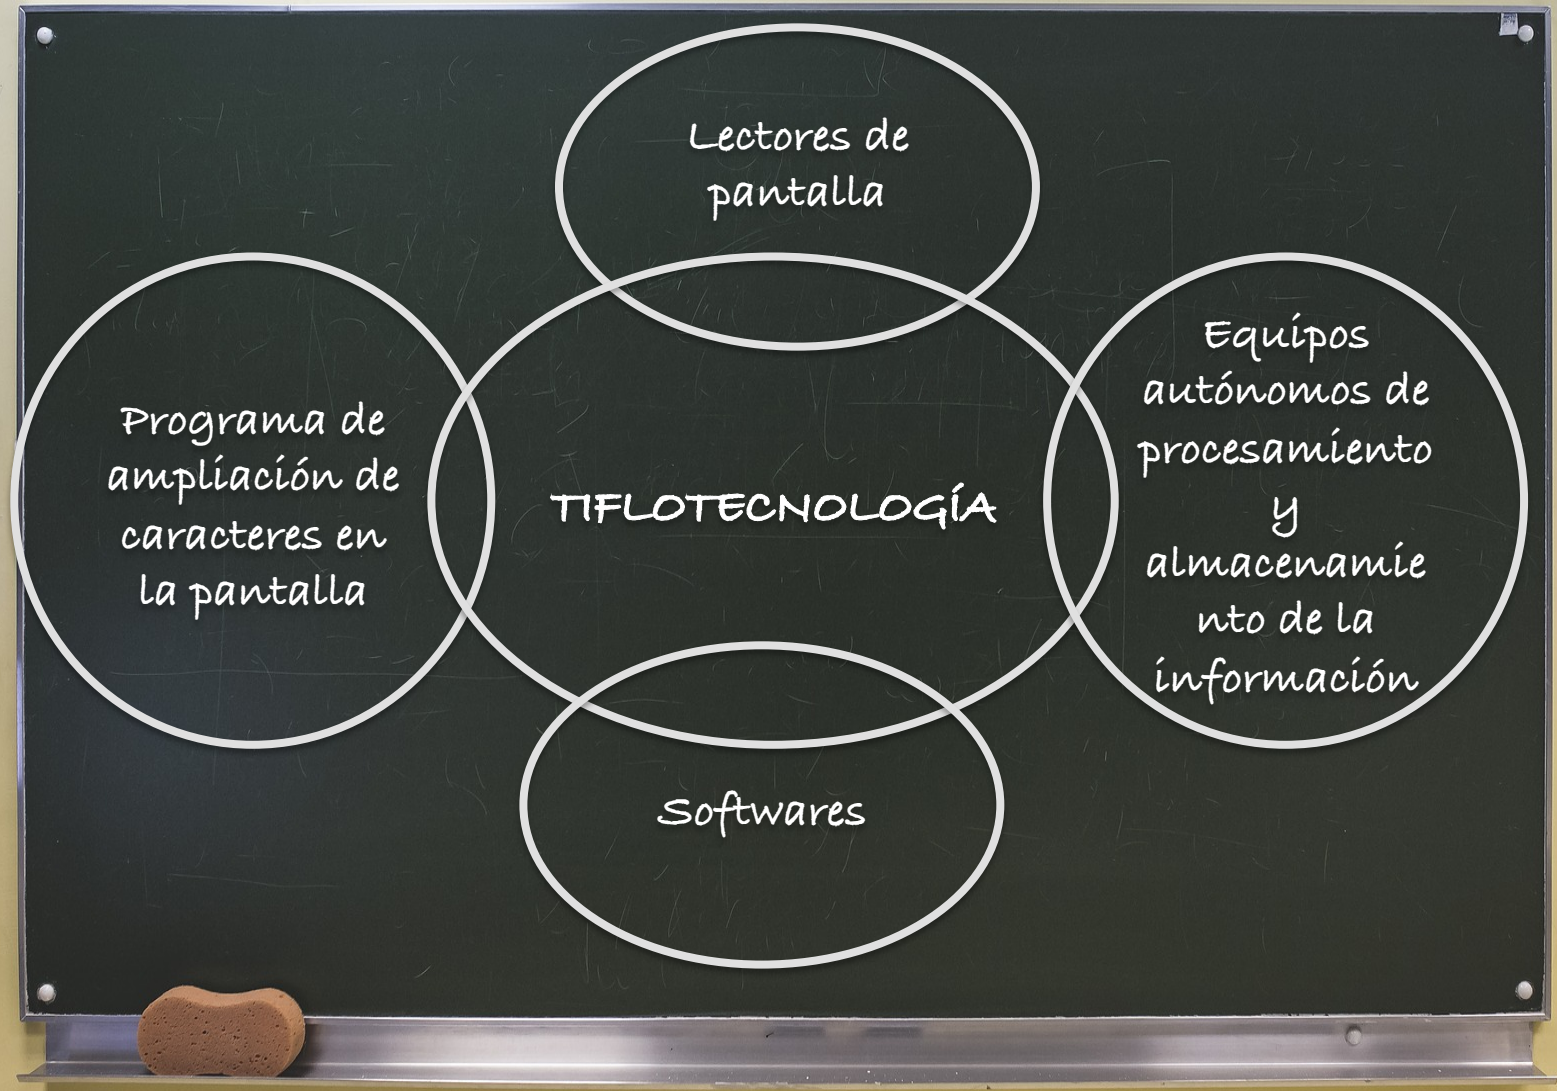 Lectores de
pantalla
Programa de
ampliación de
caracteres en
la pantalla
TIFLOTECNOLOGÍA
Equipos
autónomos de
procesamiento
y
almacenamie
nto de la
información
Softwares